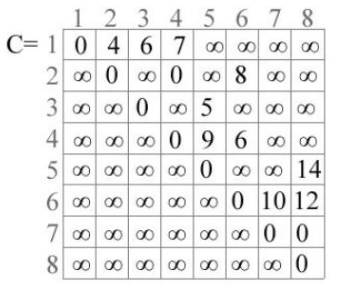 1 2 3 4 5 6 7 8
C= 1 0 4 6 7 ∞ ∞ ∞ ∞
2 ∞ 0 ∞ 0 ∞ 8 ∞ ∞
3 ∞ ∞ 0 ∞ 5 ∞ ∞ ∞
4 ∞ ∞ ∞ 0 9 6 ∞ ∞
5 ∞ ∞ ∞ ∞ 0 ∞ ∞ 14
6 ∞ ∞ ∞ ∞ ∞ 0 10 12
7 ∞ ∞ ∞ ∞ ∞ ∞ 0 0
8 ∞ ∞ ∞ ∞ ∞ ∞ ∞ 0